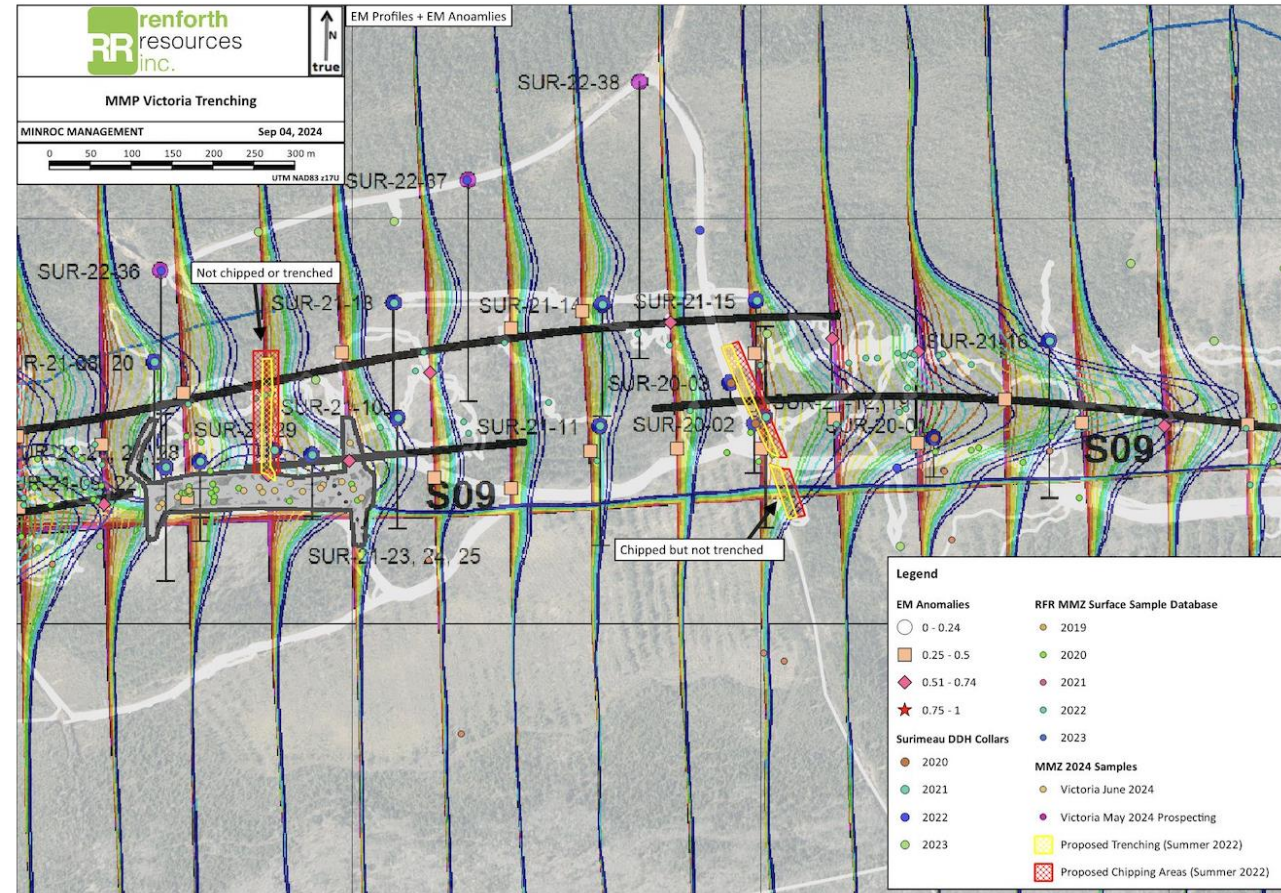 renforth
resources
inc.
RR
N
true
EM Profiles + EM Anoamlies
MMP Victoria Trenching
MINROC MANAGEMENT Sep 04, 2024
0 50 100 150 200 250 300 m
UTM NAD83 z17U
SUR-22-38
SUR-22-37
SUR-22-36
Not chipped or trenched
SUR-21-13
SUR-21-14
SUR-21-15
SUR-21-16
SUR-20-03
SUR-21-10
SUR-21-11
SUR-20-02
SUR-20-01
S09
S09
SUR-21-23, 24, 25
Chipped but not trenched
Legend
EM Anomalies
0 - 0.24
0.25 - 0.5
0.51 - 0.74
0.75 - 1
Surimeau DDH Collars
2020
2021
2022
2023
RFR MMZ Surface Sample Database
2019
2020
2021
2022
2023
MMZ 2024 Samples
Victoria June 2024
Victoria May 2024 Prospecting
Proposed Trenching (Summer 2022)
Proposed Chipping Areas (Summer 2022)